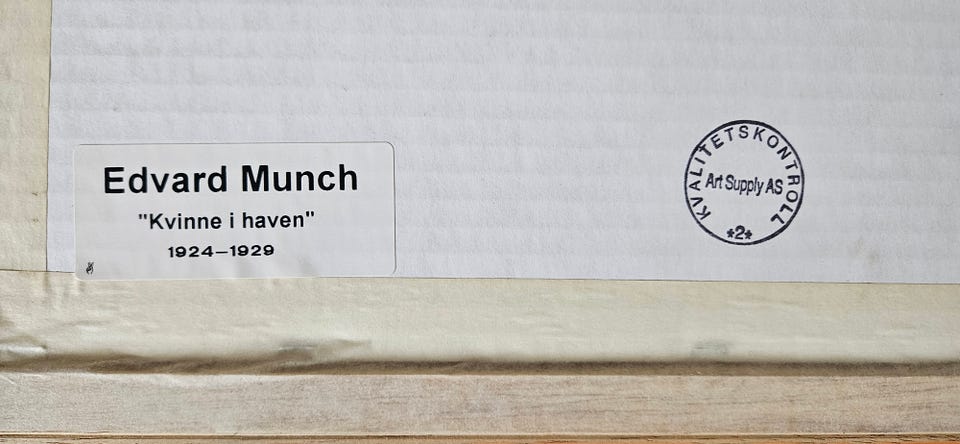 Edvard Munch
"Kvinne i haven"
1924–1929
KVALITETSKONTROLL
Art Supply AS
*2*